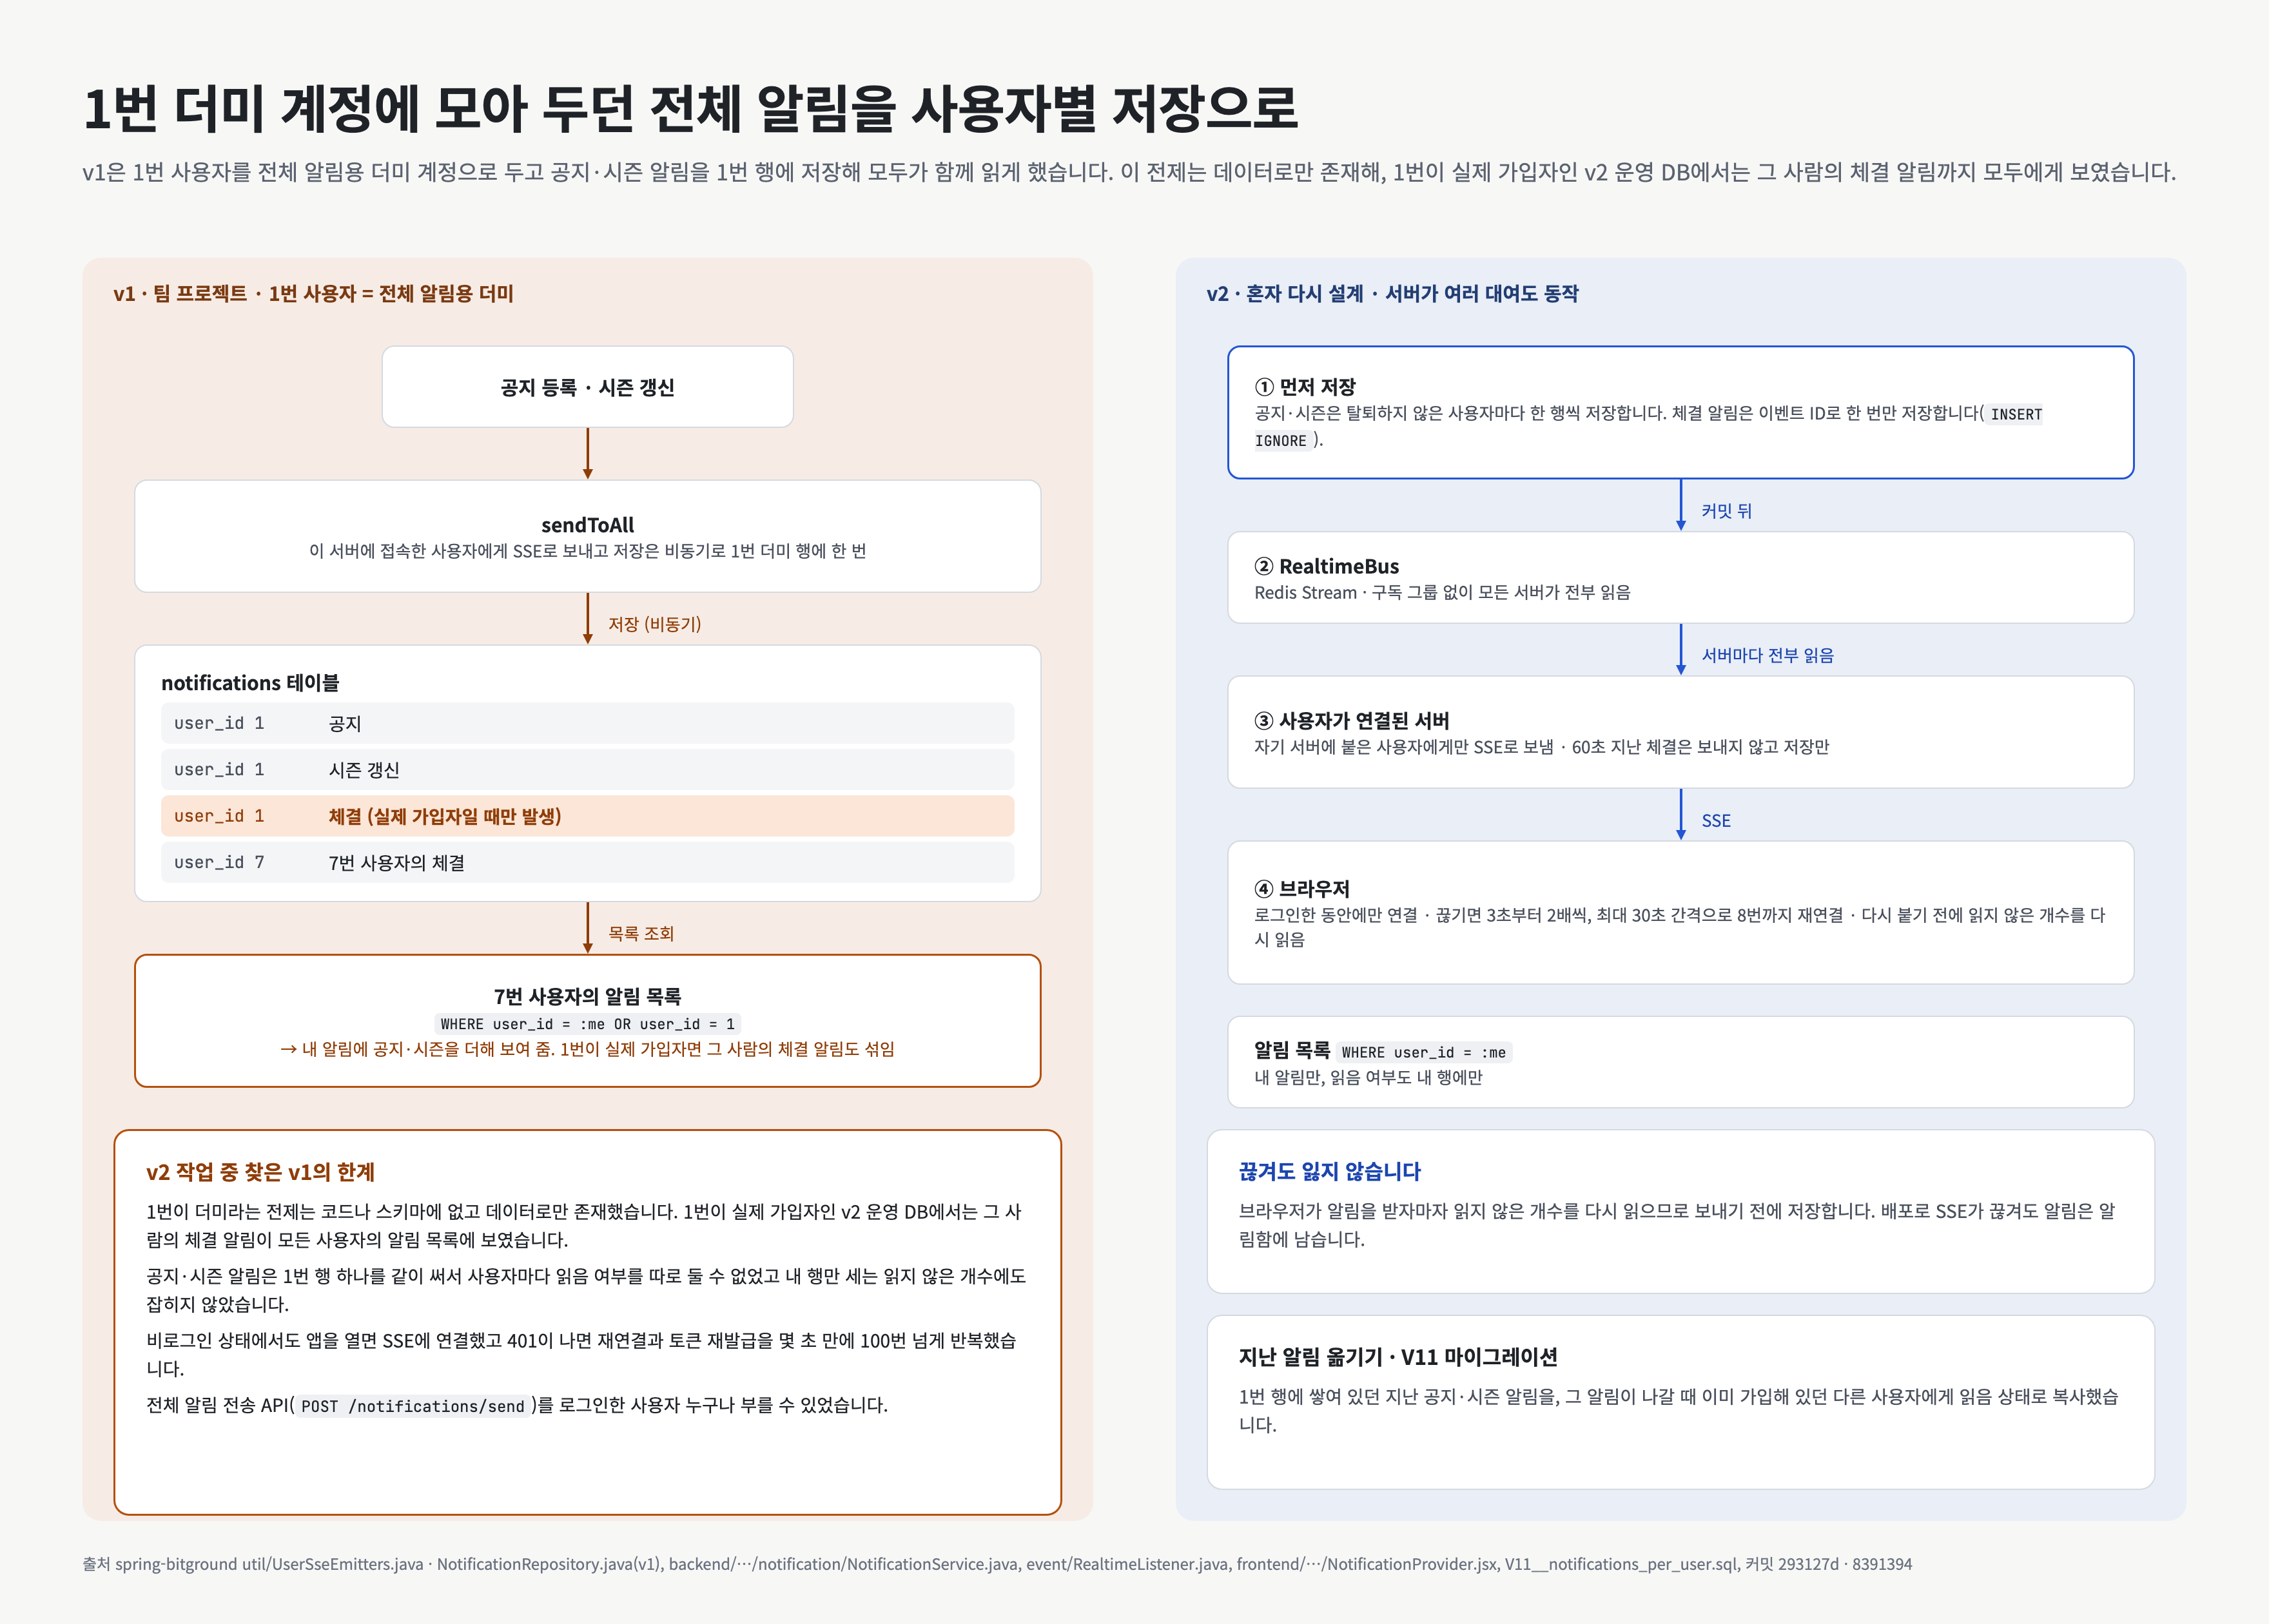 1번 더미 계정에 모아 두던 전체 알림을 사용자별 저장으로
v1은 1번 사용자를 전체 알림용 더미 계정으로 두고 공지·시즌 알림을 1번 행에 저장해 모두가 함께 읽게 했습니다. 이 전제는 데이터로만 존재해, 1번이 실제 가입자인 v2 운영 DB에서는 그 사람의 체결 알림까지 모두에게 보였습니다.
v1 · 팀 프로젝트 · 1번 사용자 = 전체 알림용 더미
공지 등록 · 시즌 갱신
sendToAll
이 서버에 접속한 사용자에게 SSE로 보내고 저장은 비동기로 1번 더미 행에 한 번
저장 (비동기)
notifications 테이블
user_id 1 공지
user_id 1 시즌 갱신
user_id 1 체결 (실제 가입자일 때만 발생)
user_id 7 7번 사용자의 체결
목록 조회
7번 사용자의 알림 목록
WHERE user_id = :me OR user_id = 1
→ 내 알림에 공지·시즌을 더해 보여 줌. 1번이 실제 가입자면 그 사람의 체결 알림도 섞임
v2 작업 중 찾은 v1의 한계
1번이 더미라는 전제는 코드나 스키마에 없고 데이터로만 존재했습니다. 1번이 실제 가입자인 v2 운영 DB에서는 그 사
람의 체결 알림이 모든 사용자의 알림 목록에 보였습니다.
공지·시즌 알림은 1번 행 하나를 같이 써서 사용자마다 읽음 여부를 따로 둘 수 없었고 내 행만 세는 읽지 않은 개수에도
잡히지 않았습니다.
비로그인 상태에서도 앱을 열면 SSE에 연결했고 401이 나면 재연결과 토큰 재발급을 몇 초 만에 100번 넘게 반복했습
니다.
전체 알림 전송 API(POST /notifications/send)를 로그인한 사용자 누구나 부를 수 있었습니다.
v2 · 혼자 다시 설계 · 서버가 여러 대여도 동작
① 먼저 저장
공지·시즌은 탈퇴하지 않은 사용자마다 한 행씩 저장합니다. 체결 알림은 이벤트 ID로 한 번만 저장합니다(INSERT
IGNORE).
커밋 뒤
② RealtimeBus
Redis Stream · 구독 그룹 없이 모든 서버가 전부 읽음
서버마다 전부 읽음
③ 사용자가 연결된 서버
자기 서버에 붙은 사용자에게만 SSE로 보냄 · 60초 지난 체결은 보내지 않고 저장만
SSE
④ 브라우저
로그인한 동안에만 연결 · 끊기면 3초부터 2배씩, 최대 30초 간격으로 8번까지 재연결 · 다시 붙기 전에 읽지 않은 개수를 다
시 읽음
알림 목록 WHERE user_id = :me
내 알림만, 읽음 여부도 내 행에만
끊겨도 잃지 않습니다
브라우저가 알림을 받자마자 읽지 않은 개수를 다시 읽으므로 보내기 전에 저장합니다. 배포로 SSE가 끊겨도 알림은 알
림함에 남습니다.
지난 알림 옮기기 · V11 마이그레이션
1번 행에 쌓여 있던 지난 공지·시즌 알림을, 그 알림이 나갈 때 이미 가입해 있던 다른 사용자에게 읽음 상태로 복사했습
니다.
출처 spring-bitground util/UserSseEmitters.java · NotificationRepository.java(v1), backend/⋯/notification/NotificationService.java, event/RealtimeListener.java, frontend/⋯/NotificationProvider.jsx, V11__notifications_per_user.sql, 커밋 293127d · 8391394